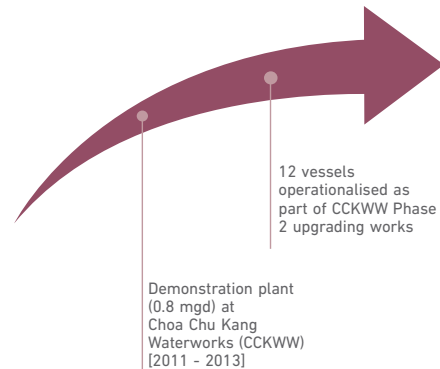 12 vessels
operationalised as
part of CCKWW Phase
2 upgrading works
Demonstration plant
(0.8 mgd) at
Choa Chu Kang
Waterworks (CCKWW)
[2011 - 2013]